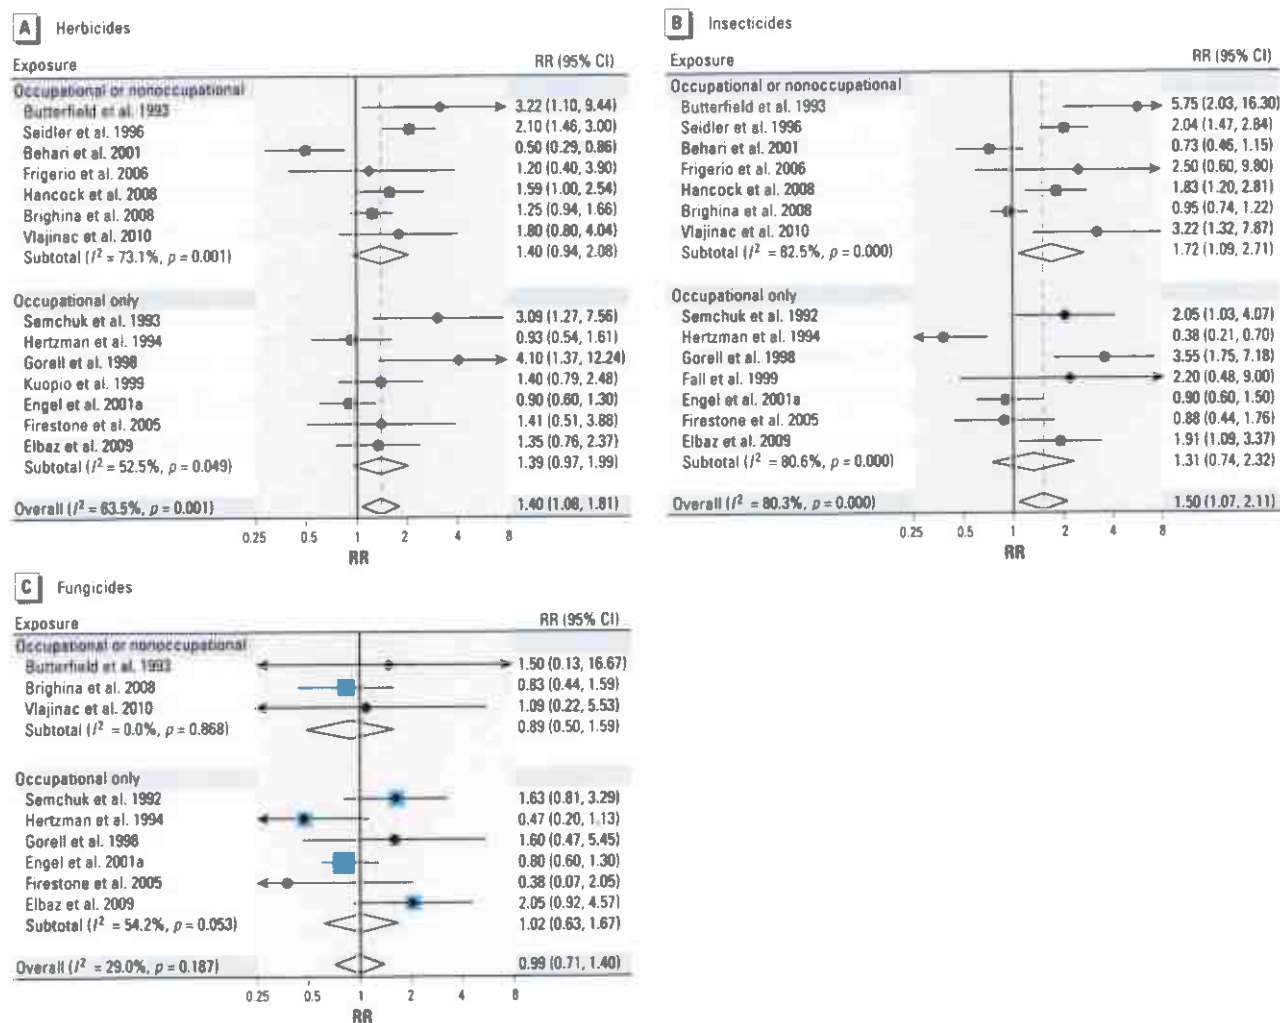 A Herbicides
Exposure RR (95% CI)
Occupational or nonoccupational
Butterfield et al. 1993 3.22 (1.10, 9.44)
Seidler et al. 1996 2.10 (1.46, 3.00)
Behari et al. 2001 0.50 (0.29, 0.86)
Frigerio et al. 2006 1.20 (0.40, 3.90)
Hancock et al. 2008 1.59 (1.00, 2.54)
Brighina et al. 2008 1.25 (0.94, 1.66)
Vlajinac et al. 2010 1.80 (0.80, 4.04)
Subtotal (I² = 73.1%, p = 0.001) 1.40 (0.94, 2.08)
Occupational only
Semchuk et al. 1993 3.09 (1.27, 7.56)
Hertzman et al. 1994 0.93 (0.54, 1.61)
Gorell et al. 1998 4.10 (1.37, 12.24)
Kuopio et al. 1999 1.40 (0.79, 2.48)
Engel et al. 2001a 0.90 (0.60, 1.30)
Firestone et al. 2005 1.41 (0.51, 3.88)
Elbaz et al. 2009 1.35 (0.76, 2.37)
Subtotal (I² = 52.5%, p = 0.049) 1.39 (0.97, 1.99)
Overall (I² = 63.5%, p = 0.001) 1.40 (1.08, 1.81)
0.25 0.5 1 2 4 8
RR
B Insecticides
Exposure RR (95% CI)
Occupational or nonoccupational
Butterfield et al. 1993 5.75 (2.03, 16.30)
Seidler et al. 1996 2.04 (1.47, 2.84)
Behari et al. 2001 0.73 (0.46, 1.15)
Frigerio et al. 2006 2.50 (0.60, 9.80)
Hancock et al. 2008 1.83 (1.20, 2.81)
Brighina et al. 2008 0.95 (0.74, 1.22)
Vlajinac et al. 2010 3.22 (1.32, 7.87)
Subtotal (I² = 82.5%, p = 0.000) 1.72 (1.09, 2.71)
Occupational only
Semchuk et al. 1992 2.05 (1.03, 4.07)
Hertzman et al. 1994 0.38 (0.21, 0.70)
Gorell et al. 1998 3.55 (1.75, 7.18)
Fall et al. 1999 2.20 (0.48, 9.00)
Engel et al. 2001a 0.90 (0.60, 1.50)
Firestone et al. 2005 0.88 (0.44, 1.76)
Elbaz et al. 2009 1.91 (1.09, 3.37)
Subtotal (I² = 80.6%, p = 0.000) 1.31 (0.74, 2.32)
Overall (I² = 80.3%, p = 0.000) 1.50 (1.07, 2.11)
0.25 0.5 1 2 4 8
RR
C Fungicides
Exposure RR (95% CI)
Occupational or nonoccupational
Butterfield et al. 1993 1.50 (0.13, 16.67)
Brighina et al. 2008 0.83 (0.44, 1.59)
Vlajinac et al. 2010 1.09 (0.22, 5.53)
Subtotal (I² = 0.0%, p = 0.868) 0.89 (0.50, 1.59)
Occupational only
Semchuk et al. 1992 1.63 (0.81, 3.29)
Hertzman et al. 1994 0.47 (0.20, 1.13)
Gorell et al. 1998 1.60 (0.47, 5.45)
Engel et al. 2001a 0.80 (0.60, 1.30)
Firestone et al. 2005 0.38 (0.07, 2.05)
Elbaz et al. 2009 2.05 (0.92, 4.57)
Subtotal (I² = 54.2%, p = 0.053) 1.02 (0.63, 1.67)
Overall (I² = 29.0%, p = 0.187) 0.99 (0.71, 1.40)
0.25 0.5 1 2 4 8
RR